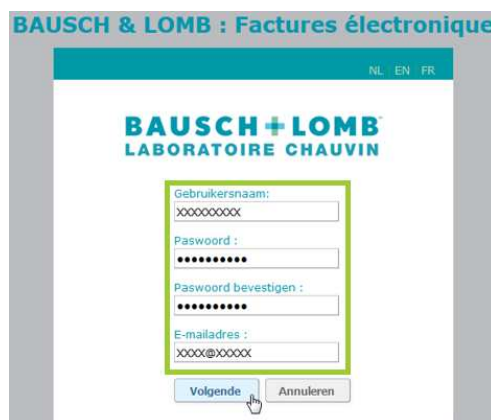 BAUSCH & LOMB : Factures électronique
NL EN FR
BAUSCH + LOMB
LABORATOIRE CHAUVIN
Gebruikersnaam:
XXXXXXXXX
Paswoord :
••••••••••
Paswoord bevestigen :
••••••••••
E-mailadres :
XXXX@XXXXX
Volgende Annuleren